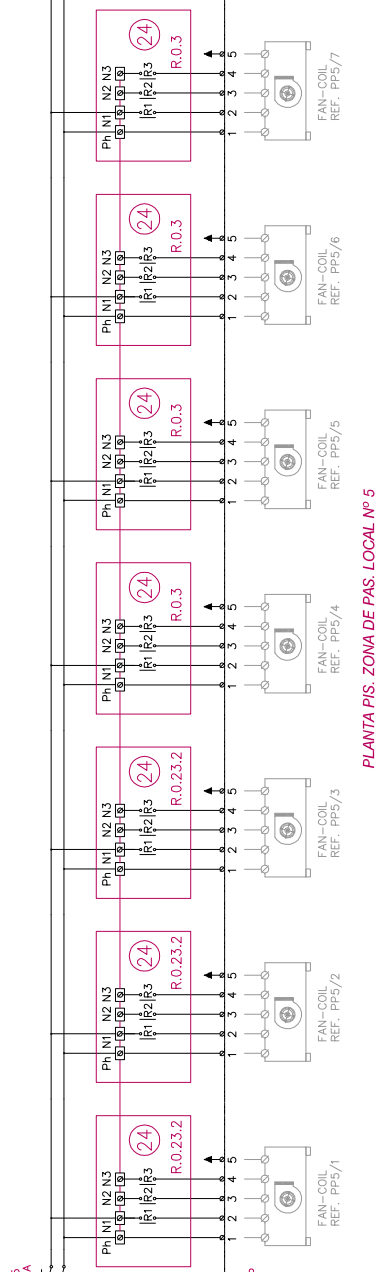 Ph N1 N2 N3
24
R1 R2 R3
R.0.23.2
1 2 3 4 5
FAN-COIL
REF. PP5/1
Ph N1 N2 N3
24
R1 R2 R3
R.0.23.2
1 2 3 4 5
FAN-COIL
REF. PP5/2
Ph N1 N2 N3
24
R1 R2 R3
R.0.23.2
1 2 3 4 5
FAN-COIL
REF. PP5/3
Ph N1 N2 N3
24
R1 R2 R3
R.0.3
1 2 3 4 5
FAN-COIL
REF. PP5/4
Ph N1 N2 N3
24
R1 R2 R3
R.0.3
1 2 3 4 5
FAN-COIL
REF. PP5/5
Ph N1 N2 N3
24
R1 R2 R3
R.0.3
1 2 3 4 5
FAN-COIL
REF. PP5/6
Ph N1 N2 N3
24
R1 R2 R3
R.0.3
1 2 3 4 5
FAN-COIL
REF. PP5/7
PLANTA PIS. ZONA DE PAS. LOCAL Nº 5